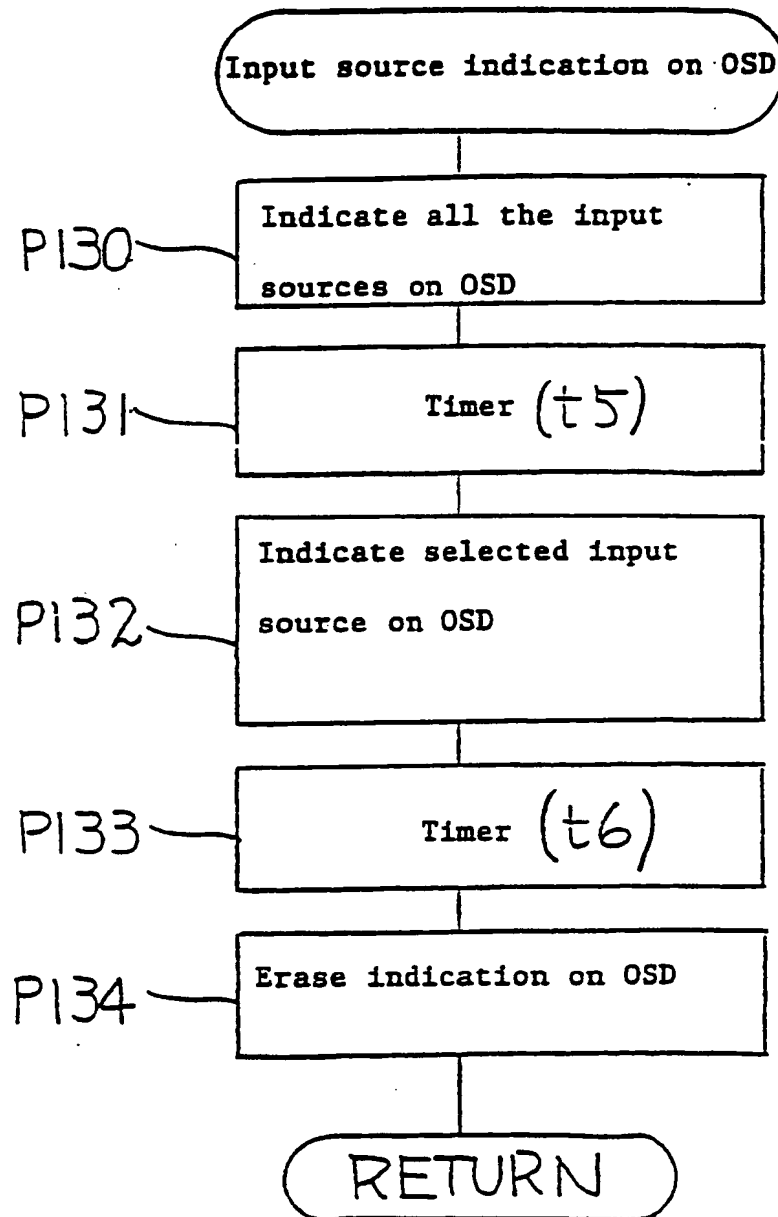 Input source indication on OSD
P130
Indicate all the input
sources on OSD
P131
Timer (t5)
P132
Indicate selected input
source on OSD
P133
Timer (t6)
P134
Erase indication on OSD
RETURN